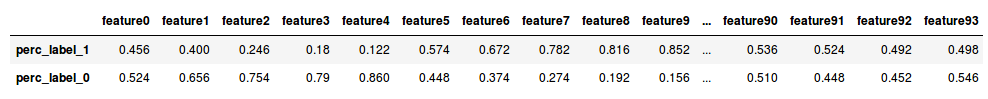 feature0 feature1 feature2 feature3 feature4 feature5 feature6 feature7 feature8 feature9 ... feature90 feature91 feature92 feature93
perc_label_1 0.456 0.400 0.246 0.18 0.122 0.574 0.672 0.782 0.816 0.852 ... 0.536 0.524 0.492 0.498
perc_label_0 0.524 0.656 0.754 0.79 0.860 0.448 0.374 0.274 0.192 0.156 ... 0.510 0.448 0.452 0.546